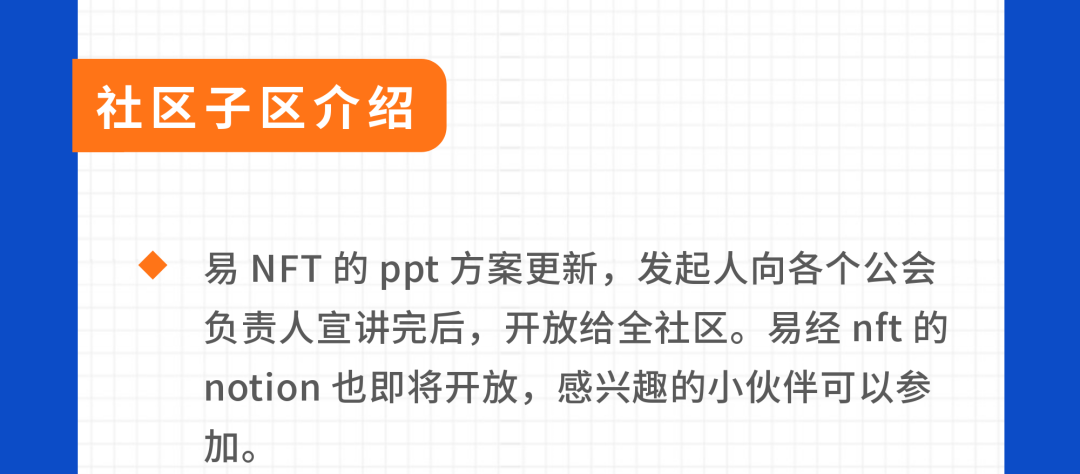 社区子区介绍
易 NFT 的 ppt 方案更新，发起人向各个公会
负责人宣讲完后，开放给全社区。易经 nft 的
notion 也即将开放，感兴趣的小伙伴可以参
加。